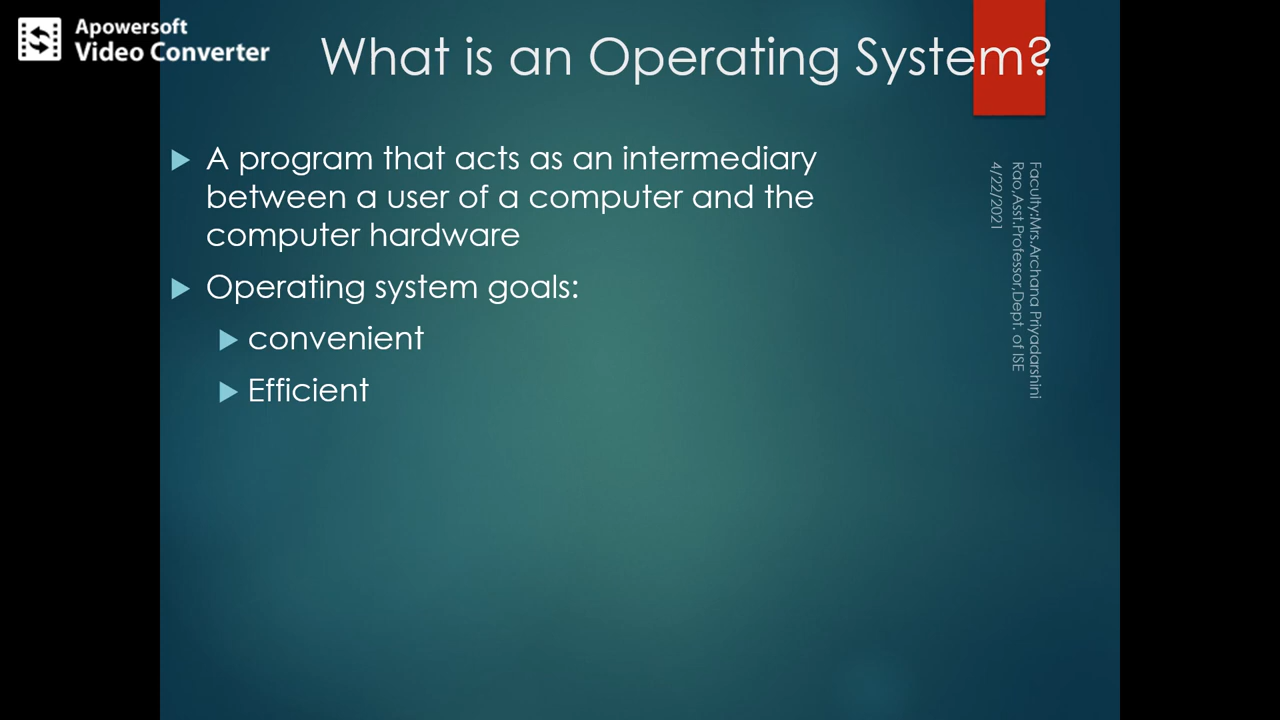 Apowersoft
Video Converter
What is an Operating System?
A program that acts as an intermediary
between a user of a computer and the
computer hardware
Operating system goals:
convenient
Efficient
Faculty:Mrs.Archana Priyadarshini
Rao,Asst.Professor,Dept. of ISE
4/22/2021